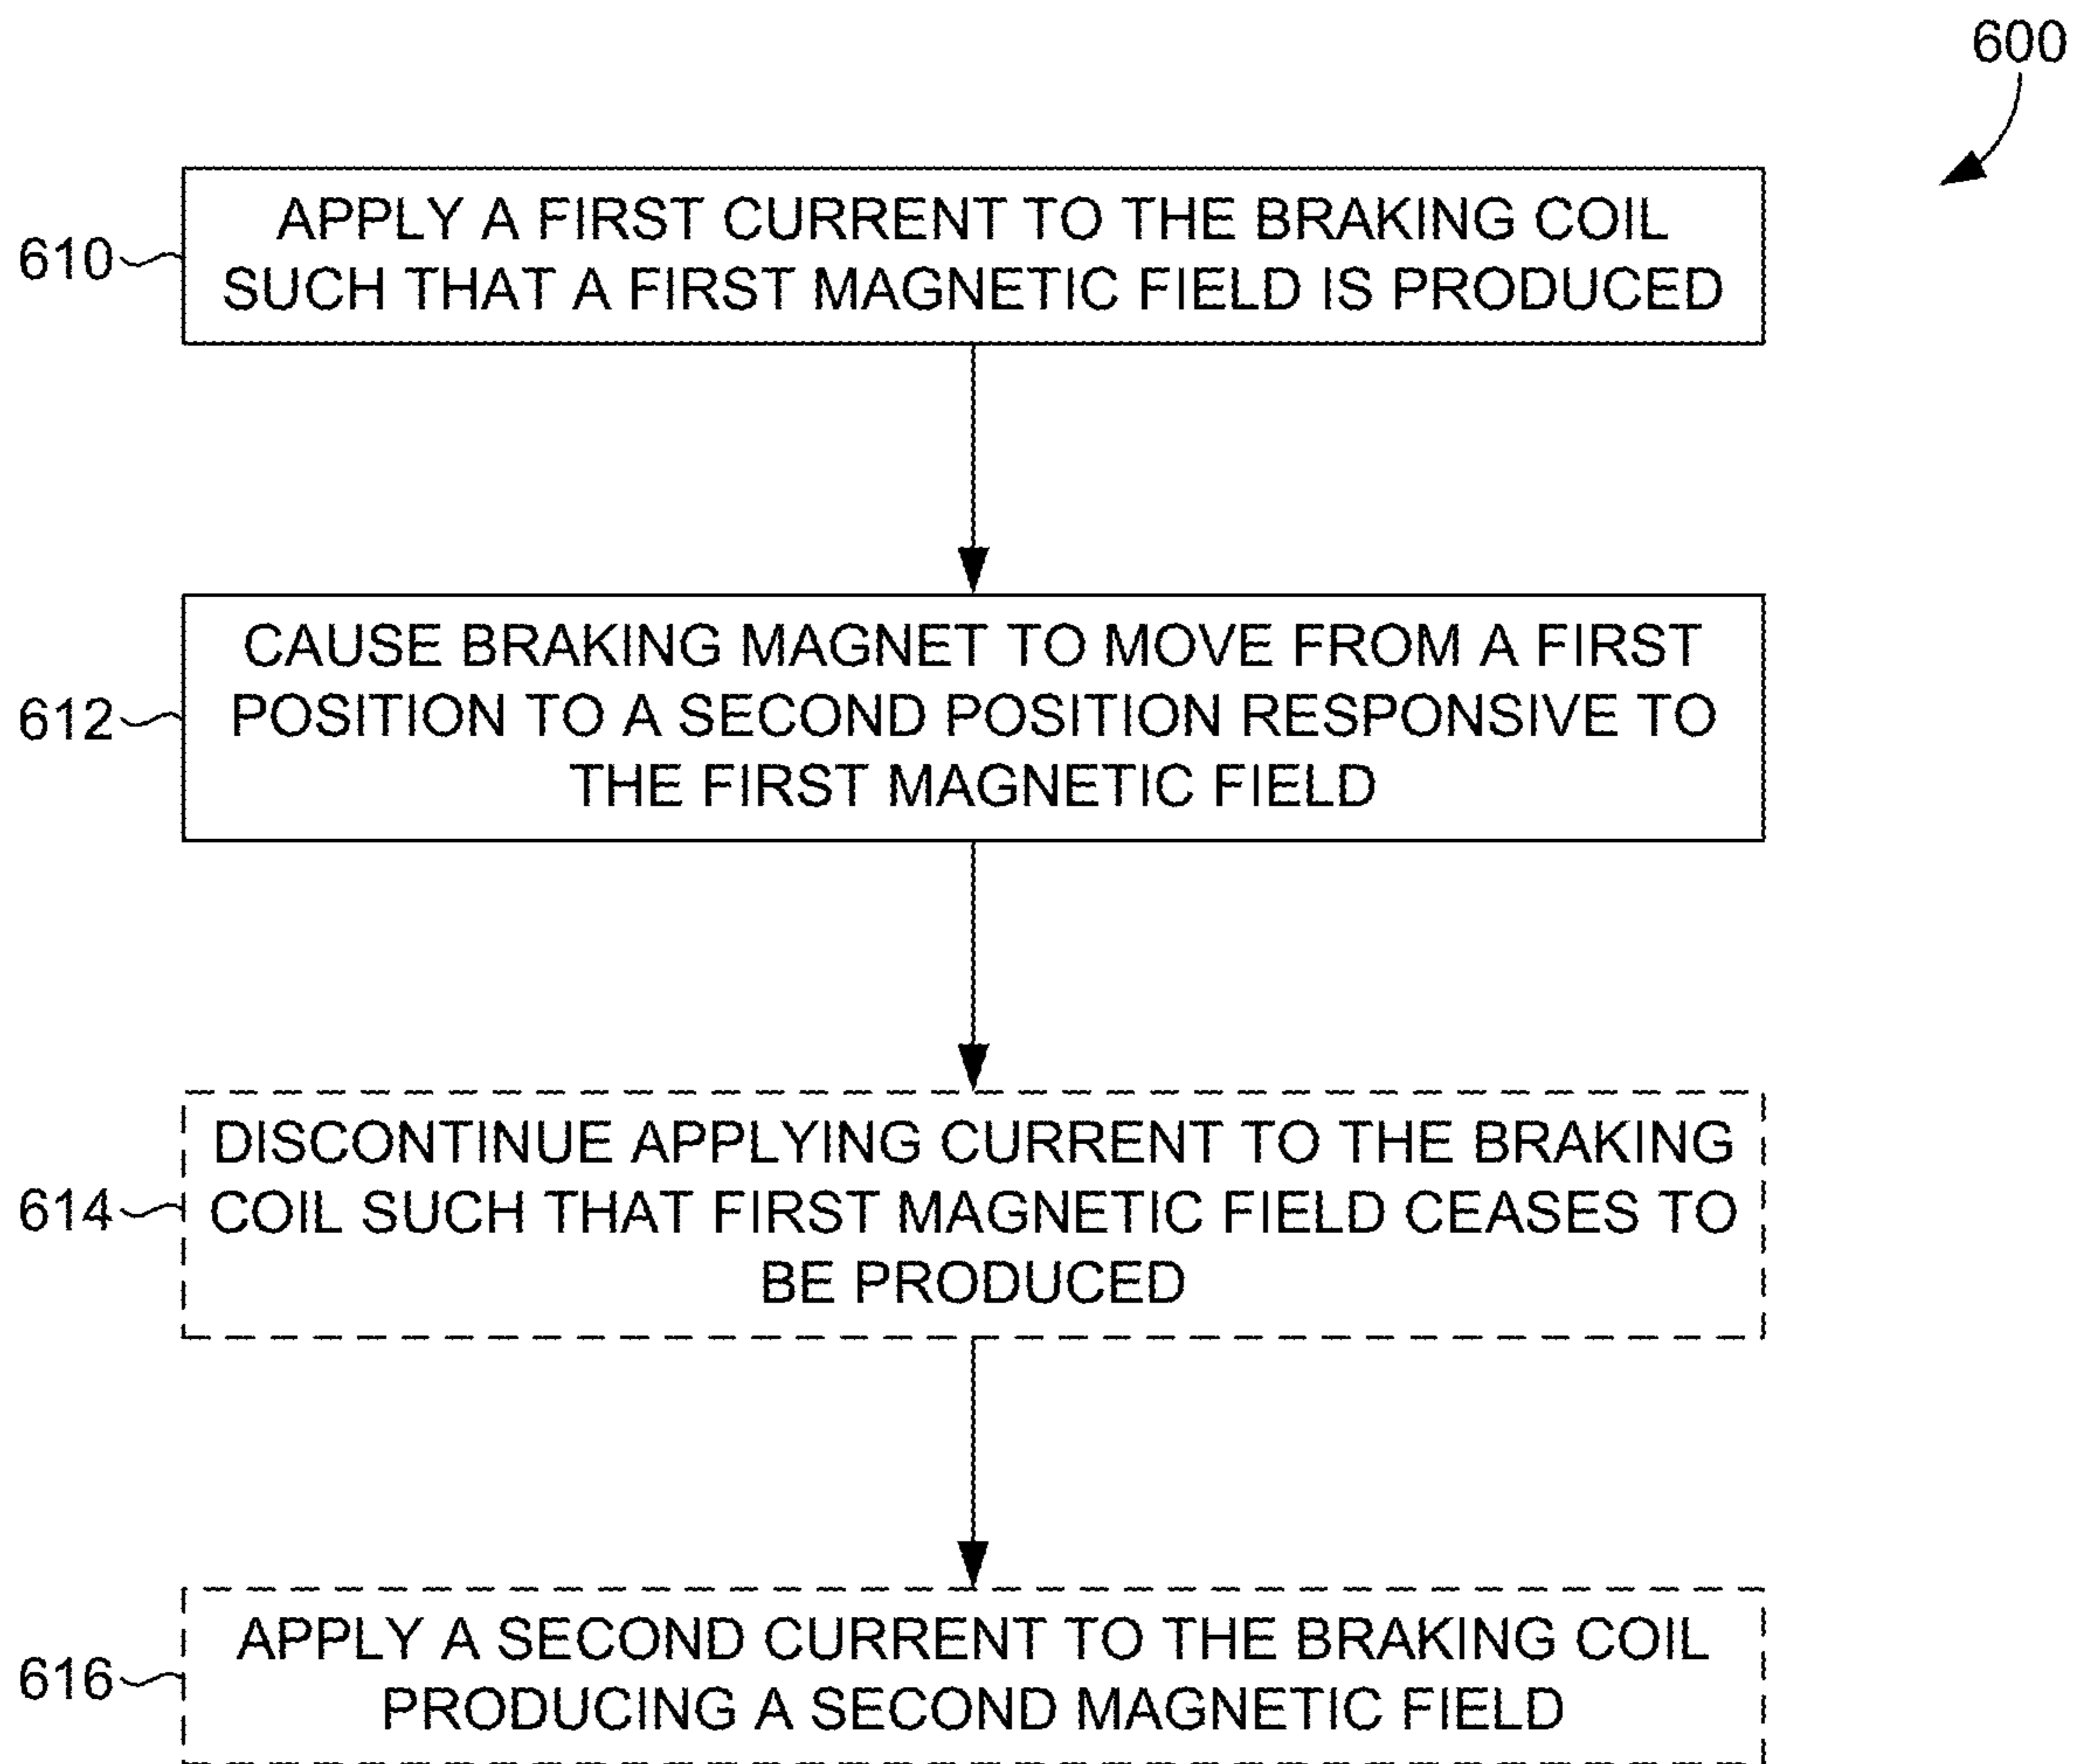 600
610
APPLY A FIRST CURRENT TO THE BRAKING COIL
SUCH THAT A FIRST MAGNETIC FIELD IS PRODUCED
612
CAUSE BRAKING MAGNET TO MOVE FROM A FIRST
POSITION TO A SECOND POSITION RESPONSIVE TO
THE FIRST MAGNETIC FIELD
614
DISCONTINUE APPLYING CURRENT TO THE BRAKING
COIL SUCH THAT FIRST MAGNETIC FIELD CEASES TO
BE PRODUCED
616
APPLY A SECOND CURRENT TO THE BRAKING COIL
PRODUCING A SECOND MAGNETIC FIELD